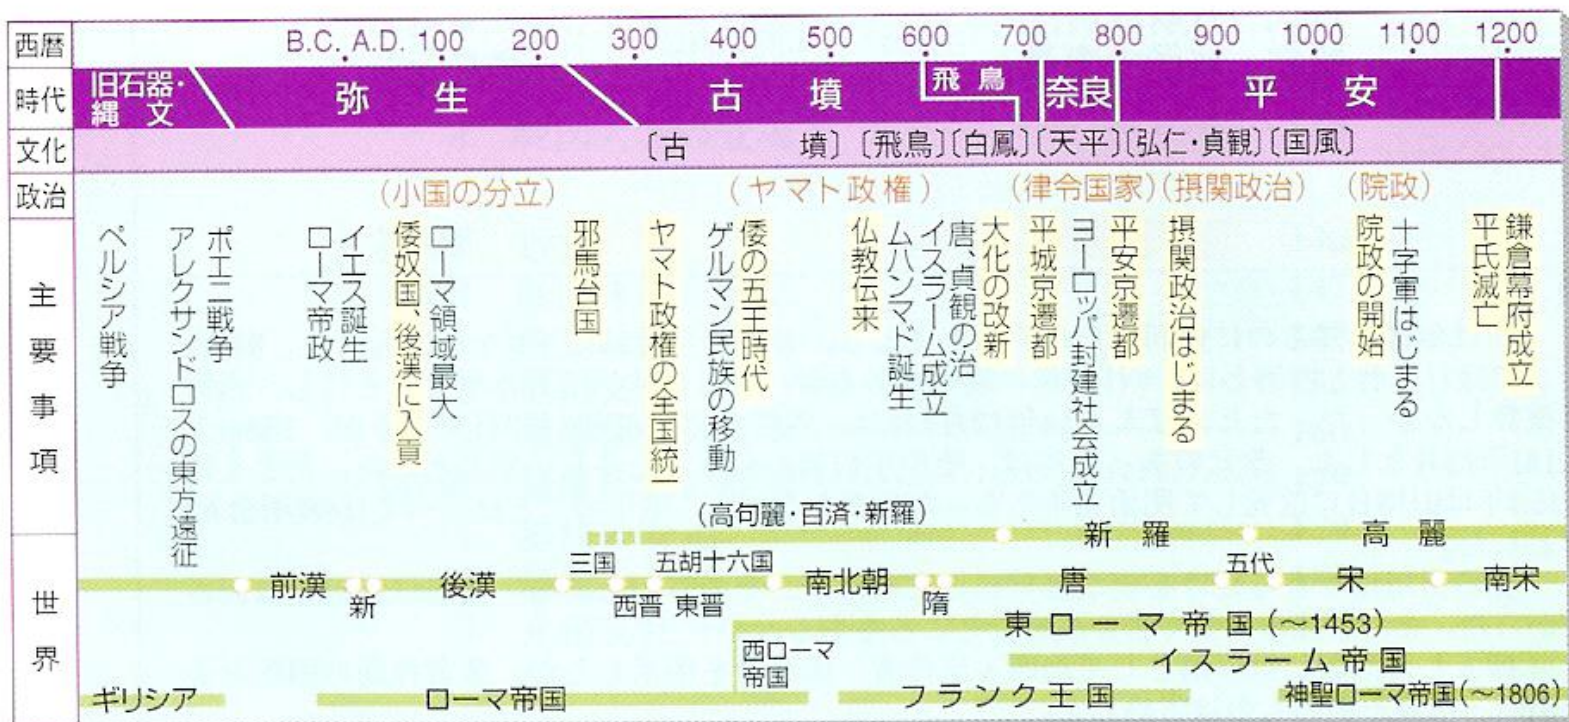 西暦 B.C. A.D. 100 200 300 400 500 600 700 800 900 1000 1100 1200
時代 旧石器・縄文 弥生 古墳 飛鳥 奈良 平安
文化 〔古墳〕〔飛鳥〕〔白鳳〕〔天平〕〔弘仁・貞観〕〔国風〕
政治 (小国の分立) (ヤマト政権) (律令国家) (摂関政治) (院政)
主要事項
ペルシア戦争
アレクサンドロスの東方遠征
ポエニ戦争
ローマ帝政
イエス誕生
倭奴国、後漢に入貢
ローマ領域最大
邪馬台国
ヤマト政権の全国統一
ゲルマン民族の移動
倭の五王時代
仏教伝来
ムハンマド誕生
イスラーム成立
唐、貞観の治
大化の改新
平城京遷都
ヨーロッパ封建社会成立
平安京遷都
摂関政治はじまる
院政の開始
十字軍はじまる
平氏滅亡
鎌倉幕府成立
世界
(高句麗・百済・新羅) 新羅 高麗
三国 五胡十六国 五代
前漢 後漢 南北朝 唐 宋 南宋
新 西晋 東晋 隋
東ローマ帝国(〜1453)
西ローマ帝国 イスラーム帝国
ギリシア ローマ帝国 フランク王国 神聖ローマ帝国(〜1806)